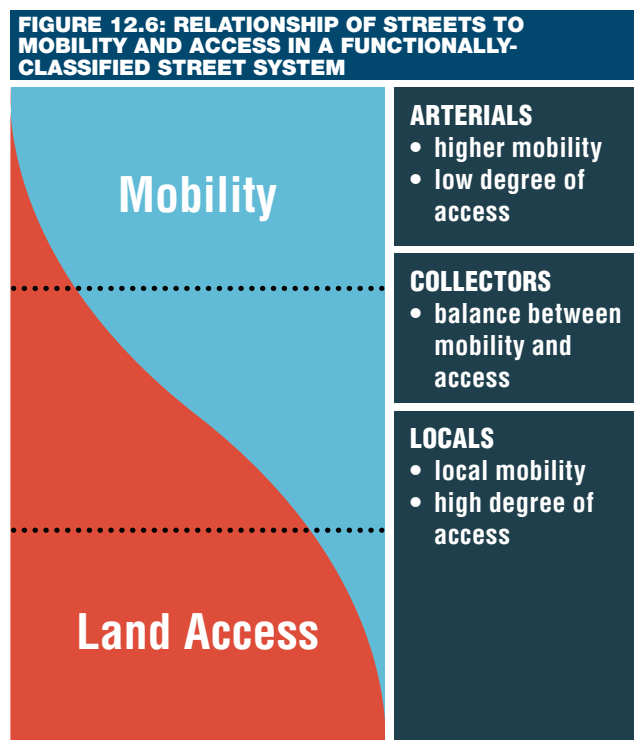 FIGURE 12.6: RELATIONSHIP OF STREETS TO
MOBILITY AND ACCESS IN A FUNCTIONALLY-
CLASSIFIED STREET SYSTEM
Mobility
Land Access
ARTERIALS
• higher mobility
• low degree of
access
COLLECTORS
• balance between
mobility and
access
LOCALS
• local mobility
• high degree of
access